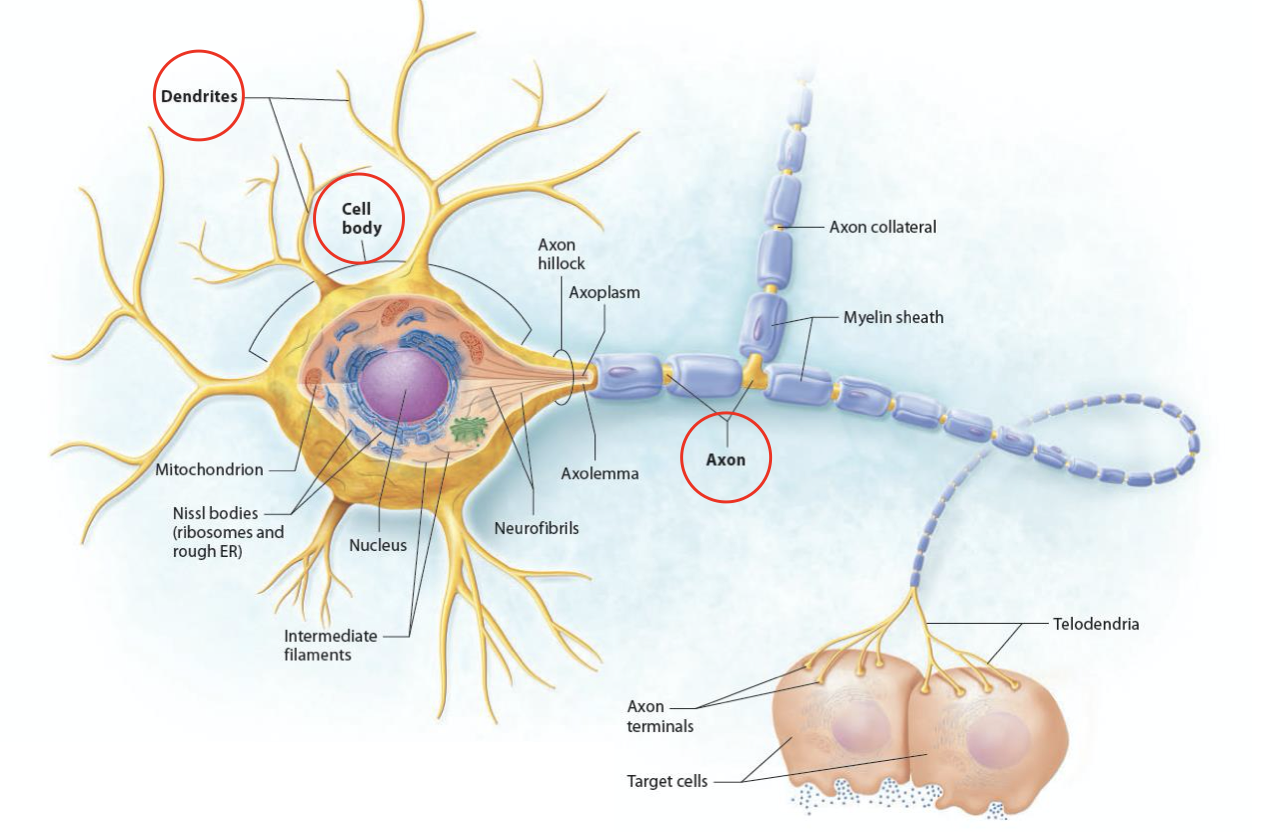 Dendrites
Cell
body
Axon
hillock
Axoplasm
Axon collateral
Myelin sheath
Axon
Axolemma
Mitochondrion
Nissl bodies
(ribosomes and
rough ER)
Nucleus
Neurofibrils
Intermediate
filaments
Telodendria
Axon
terminals
Target cells